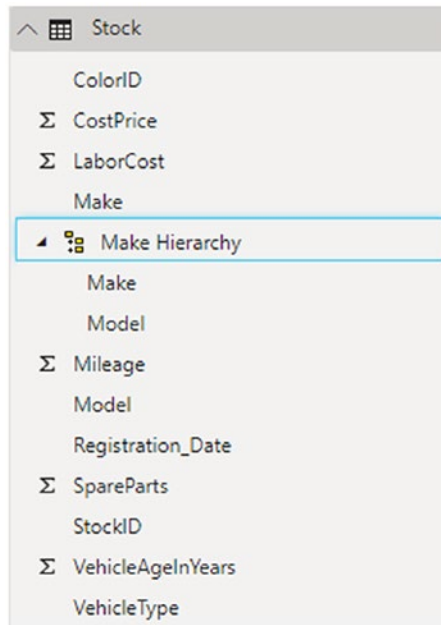 Stock
ColorID
Σ CostPrice
Σ LaborCost
Make
Make Hierarchy
Make
Model
Σ Mileage
Model
Registration_Date
Σ SpareParts
StockID
Σ VehicleAgeInYears
VehicleType